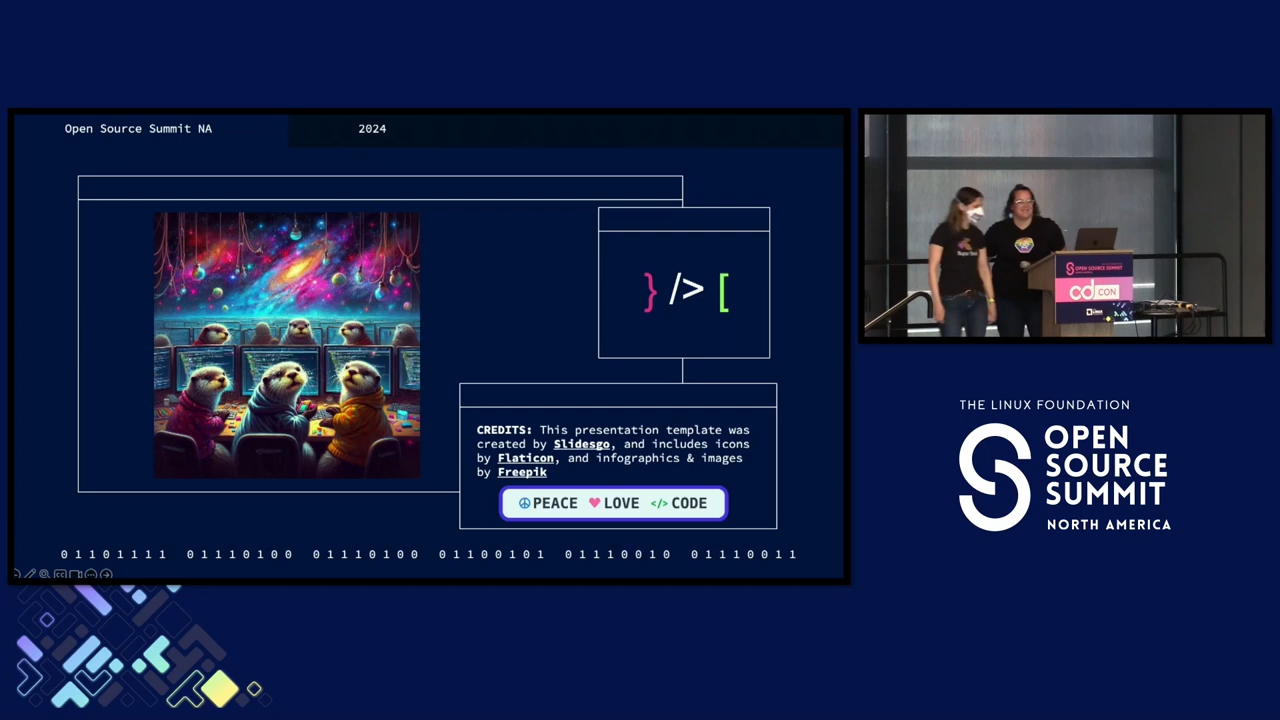 Open Source Summit NA
2024
} /> [
CREDITS: This presentation template was
created by Slidesgo, and includes icons
by Flaticon, and infographics & images
by Freepik
PEACE LOVE </> CODE
01101111 01110100 01110100 01100101 01110010 01110011
OPEN SOURCE SUMMIT
cd CON
THE LINUX FOUNDATION
OPEN
SOURCE
SUMMIT
NORTH AMERICA